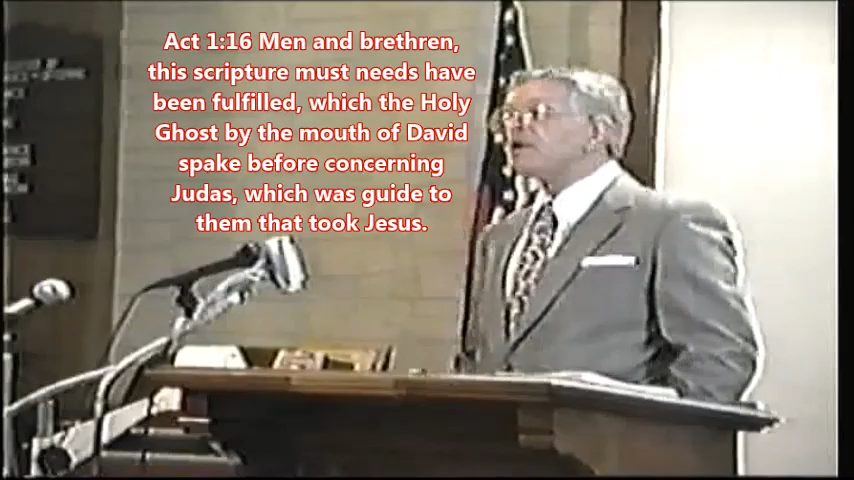 Act 1:16 Men and brethren,
this scripture must needs have
been fulfilled, which the Holy
Ghost by the mouth of David
spake before concerning
Judas, which was guide to
them that took Jesus.